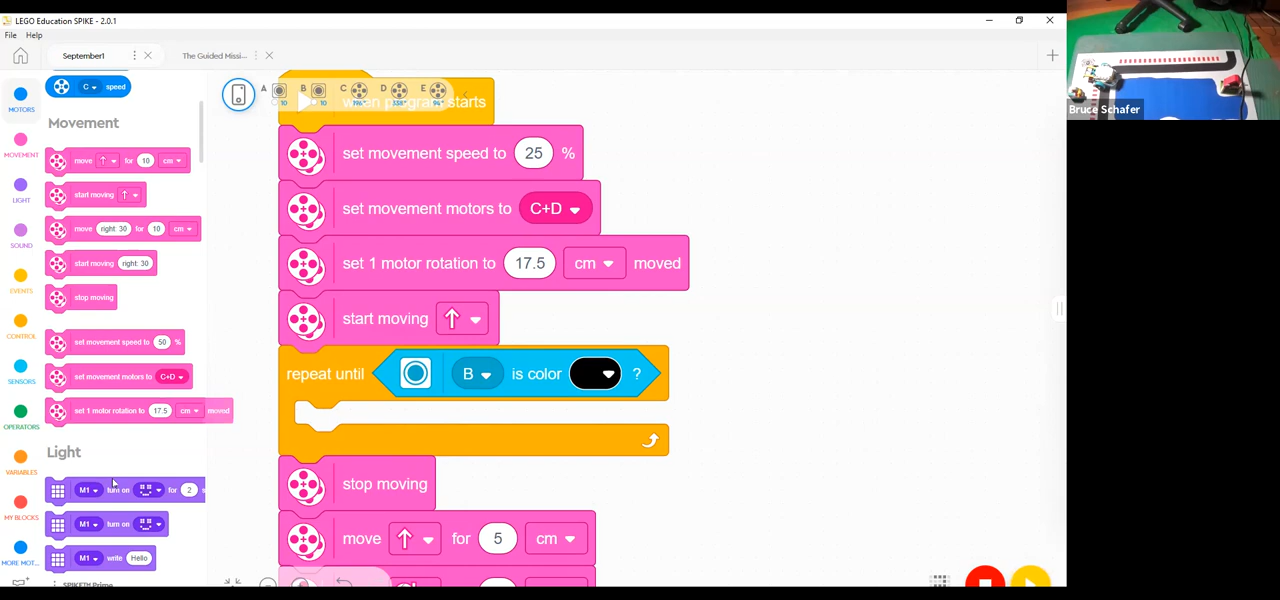 LEGO Education SPIKE - 2.0.1
File Help
September1
The Guided Missi...
MOTORS
MOVEMENT
LIGHT
SOUND
EVENTS
CONTROL
SENSORS
OPERATORS
VARIABLES
MY BLOCKS
MORE MOT...
C speed
Movement
move for 10 cm
start moving
move right: 30 for 10 cm
start moving right: 30
stop moving
set movement speed to 50 %
set movement motors to C+D
set 1 motor rotation to 17.5 cm moved
Light
M1 turn on for 2 s
M1 turn on
M1 write Hello
A B C D E
10 10
when program starts
set movement speed to 25 %
set movement motors to C+D
set 1 motor rotation to 17.5 cm moved
start moving
repeat until B is color ?
stop moving
move for 5 cm
Bruce Schafer